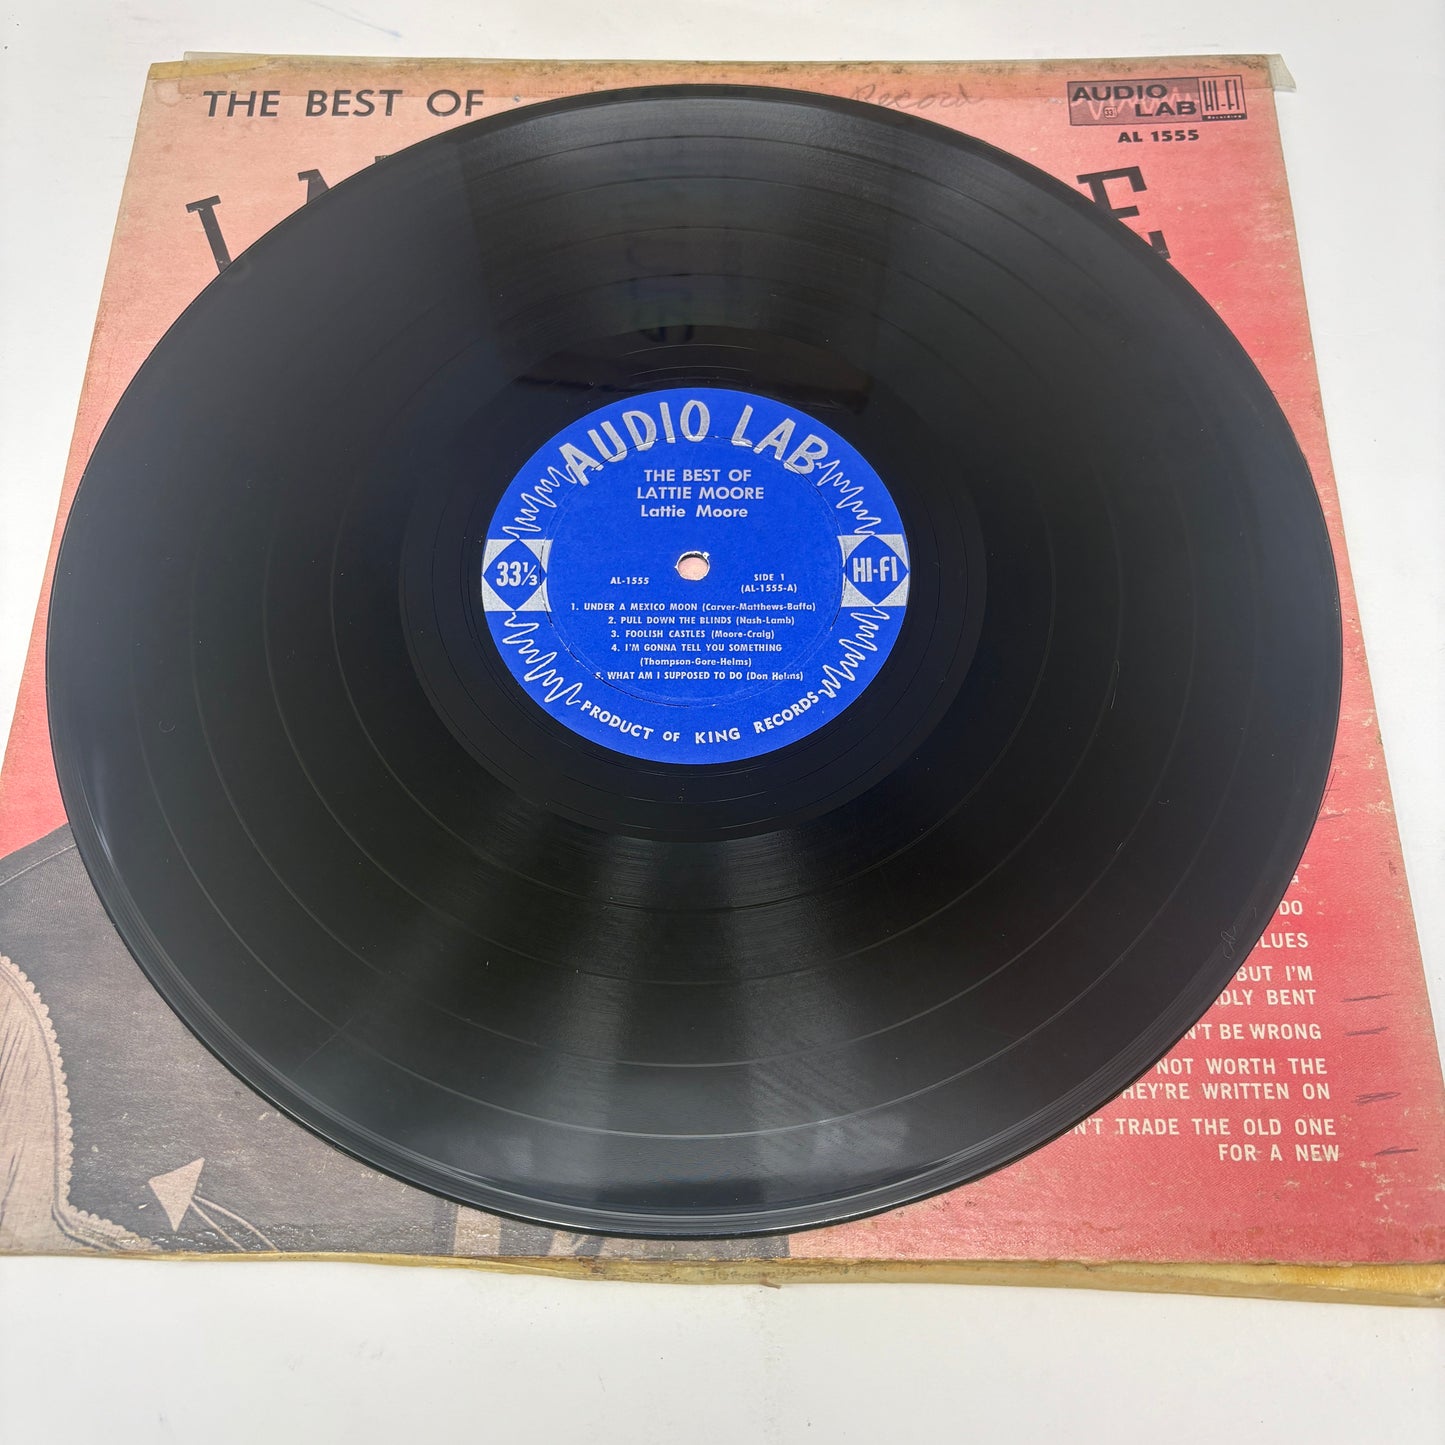 THE BEST OF
Record
AUDIO
LAB
HI-FI
AL 1555
AUDIO LAB
THE BEST OF
LATTIE MOORE
Lattie Moore
33⅓
HI-FI
AL-1555
SIDE 1
(AL-1555-A)
1. UNDER A MEXICO MOON (Carver-Matthews-Baffa)
2. PULL DOWN THE BLINDS (Nash-Lamb)
3. FOOLISH CASTLES (Moore-Craig)
4. I'M GONNA TELL YOU SOMETHING
(Thompson-Gore-Helms)
5. WHAT AM I SUPPOSED TO DO (Don Helms)
PRODUCT OF KING RECORDS
DO
LUES
BUT I'M
DLY BENT
N'T BE WRONG
NOT WORTH THE
HEY'RE WRITTEN ON
N'T TRADE THE OLD ONE
FOR A NEW